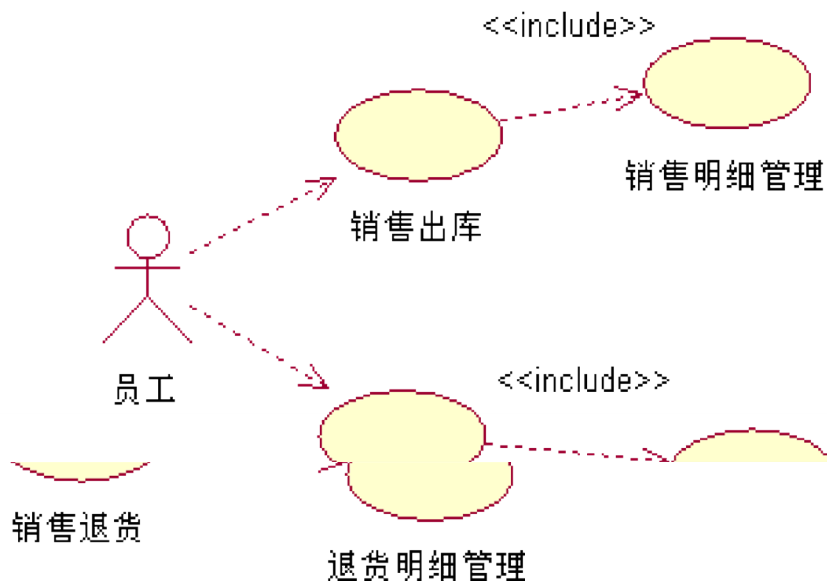 <<include>>
销售明细管理
销售出库
员工
<<include>>
销售退货
退货明细管理